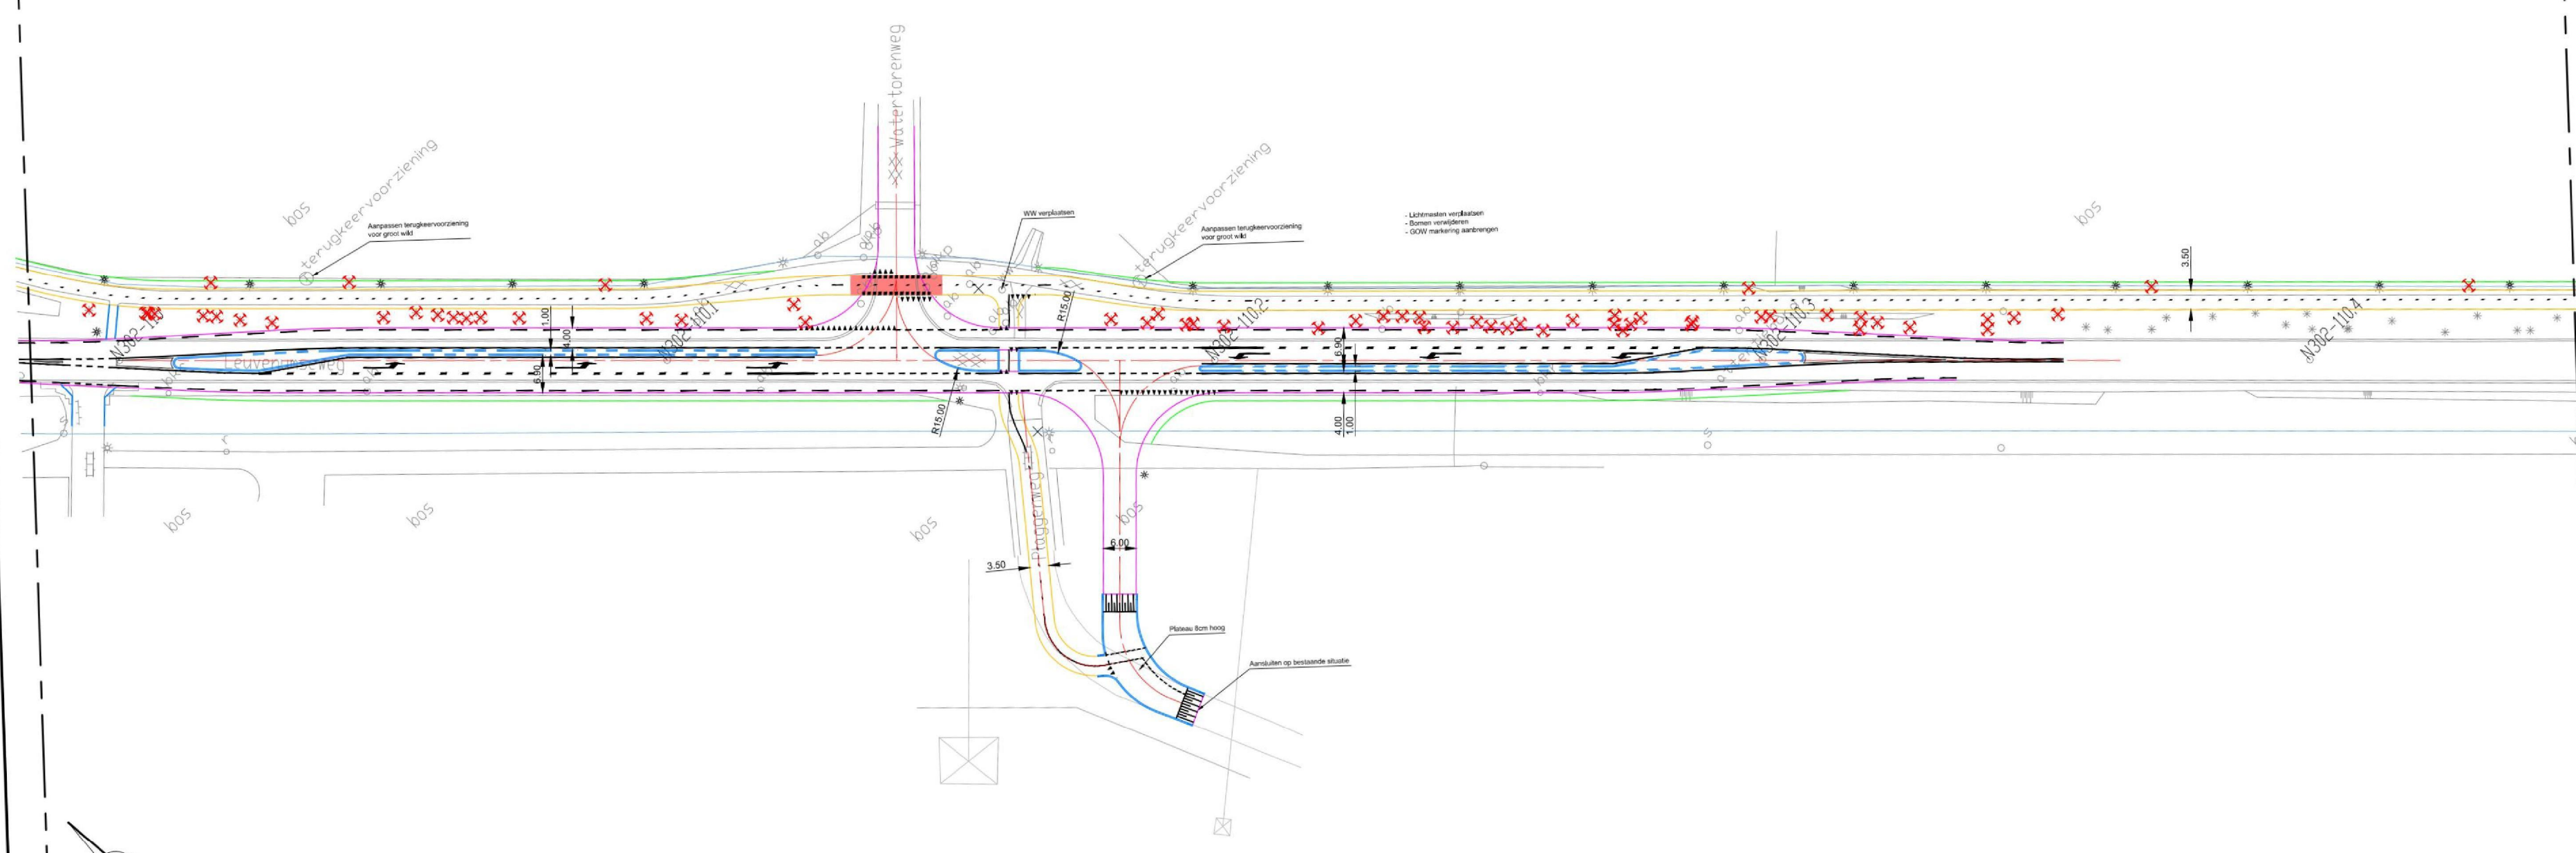 Watertorenweg
bos
terugkeervoorziening
Aanpassen terugkeervoorziening
voor groot wild
WW verplaatsen
terugkeervoorziening
Aanpassen terugkeervoorziening
voor groot wild
- Lichtmasten verplaatsen
- Bomen verwijderen
- GOW markering aanbrengen
bos
3.50
ab
ab
ab
N302-110.1
N302-110.2
N302-110.3
N302-110.4
1.00
4.00
6.90
R15.00
R15.00
6.90
4.00
1.00
s
r
s
bos
bos
bos
bos
Plaggenweg
3.50
6.00
Plateau 8cm hoog
Aansluiten op bestaande situatie